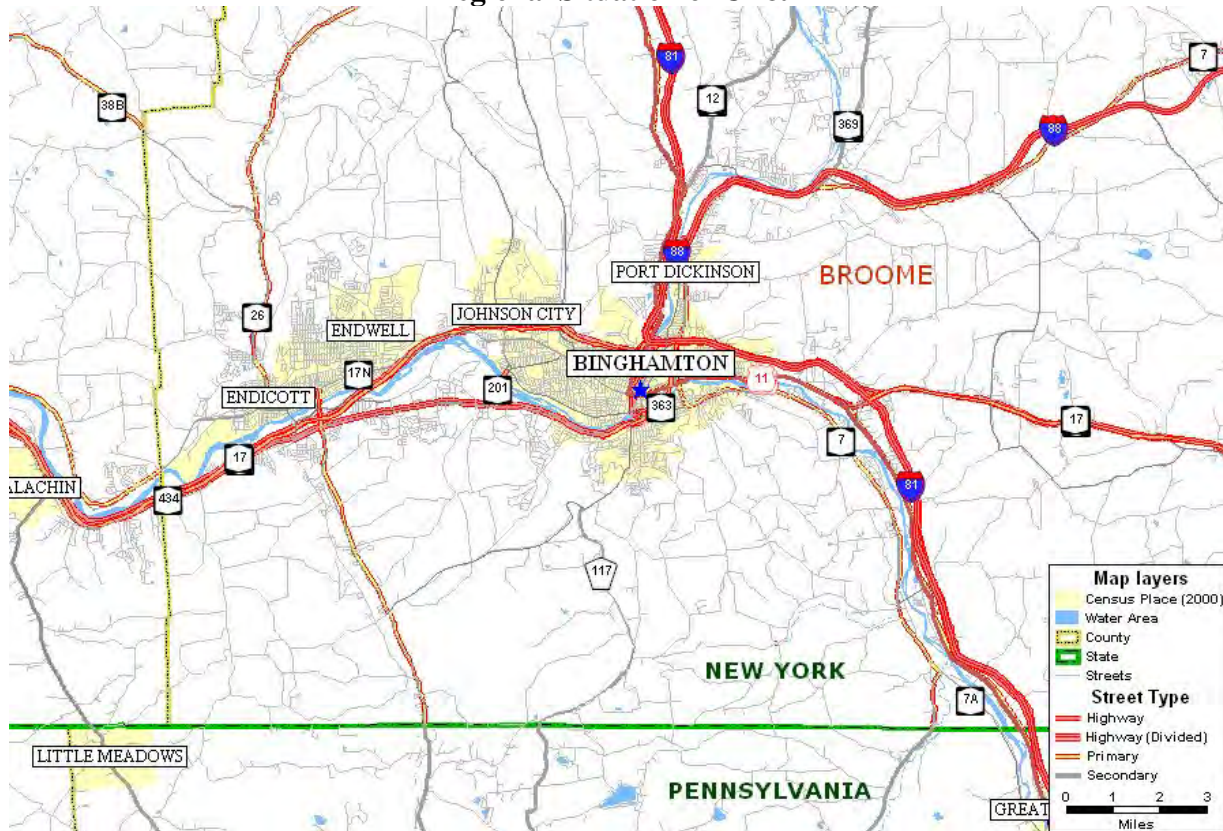 81
7
38B
12
369
88
88
PORT DICKINSON
BROOME
26
JOHNSON CITY
ENDWELL
BINGHAMTON
17N
201
11
ENDICOTT
363
17
7
17
ALACHIN
434
81
117
NEW YORK
7A
LITTLE MEADOWS
PENNSYLVANIA
GREAT
Map layers
Census Place (2000)
Water Area
County
State
Streets
Street Type
Highway
Highway (Divided)
Primary
Secondary
0 1 2 3
Miles